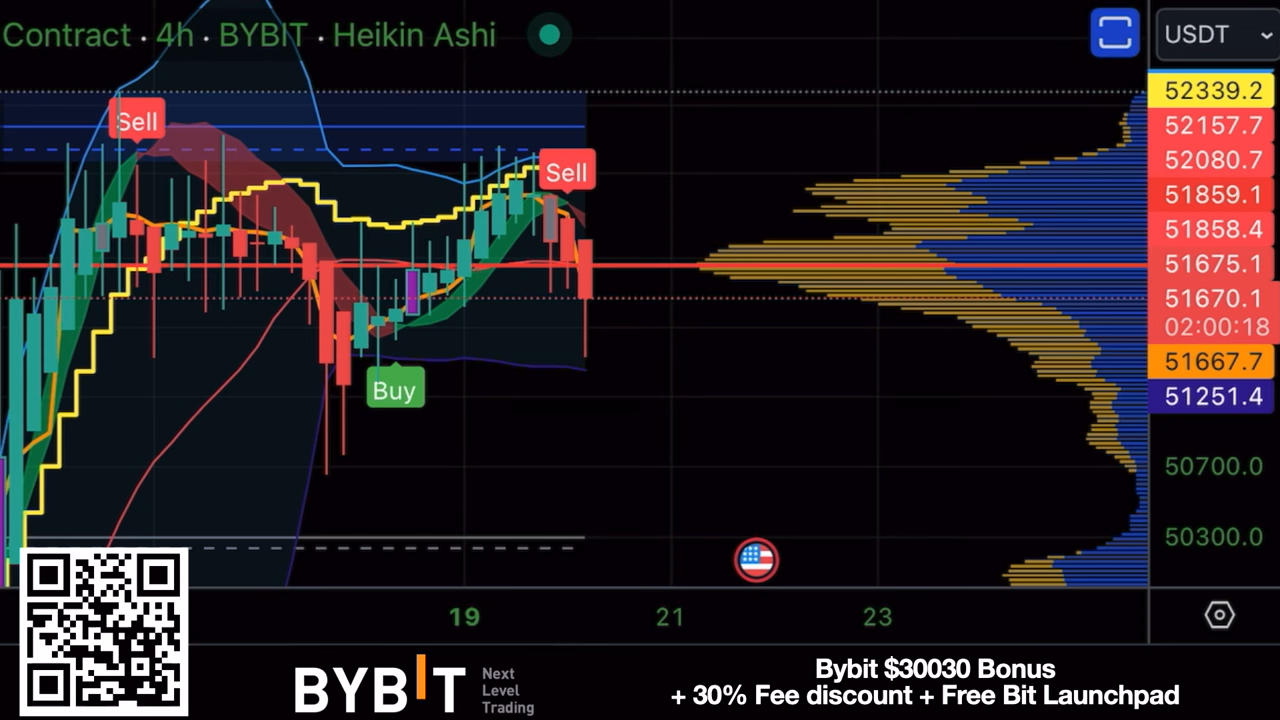 Contract · 4h · BYBIT · Heikin Ashi
USDT
52339.2
Sell
52157.7
52080.7
Sell
51859.1
51858.4
51675.1
51670.1
02:00:18
51667.7
Buy
51251.4
50700.0
50300.0
19
21
23
BYBIT
Next
Level
Trading
Bybit $30030 Bonus
+ 30% Fee discount + Free Bit Launchpad